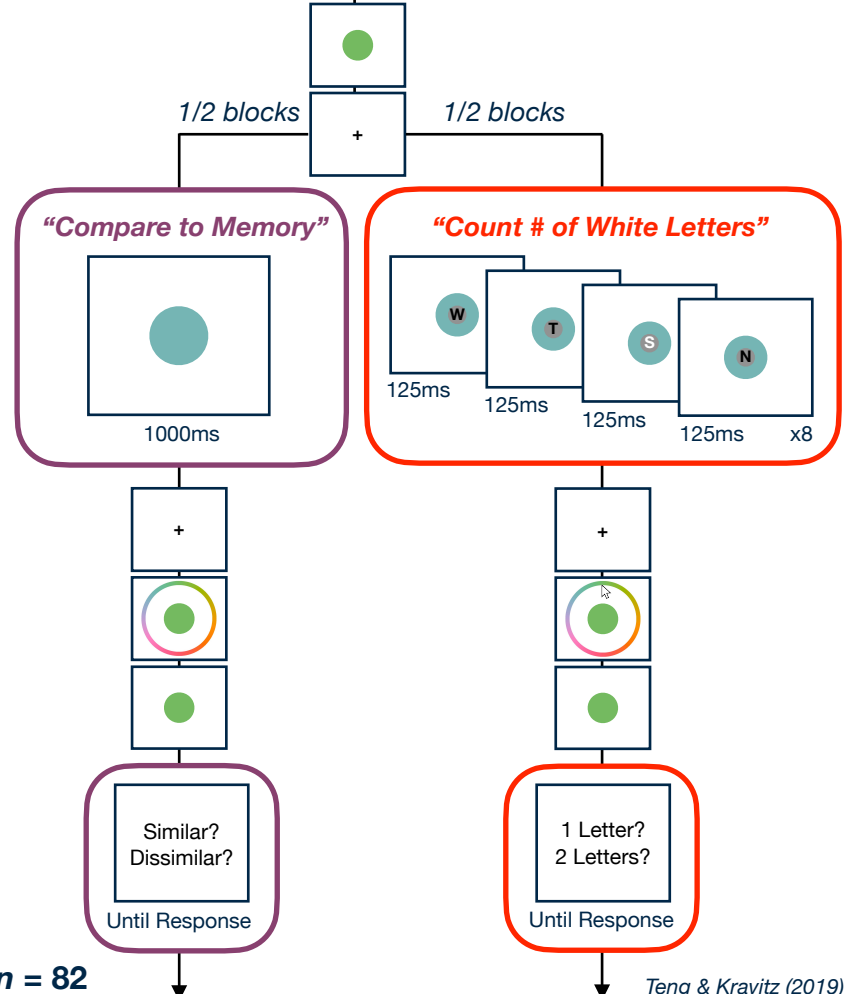 1/2 blocks
1/2 blocks
+
“Compare to Memory”
1000ms
“Count # of White Letters”
W
T
S
N
125ms
125ms
125ms
125ms
x8
+
+
Similar?
Dissimilar?
Until Response
1 Letter?
2 Letters?
Until Response
n = 82
Teng & Kravitz (2019)